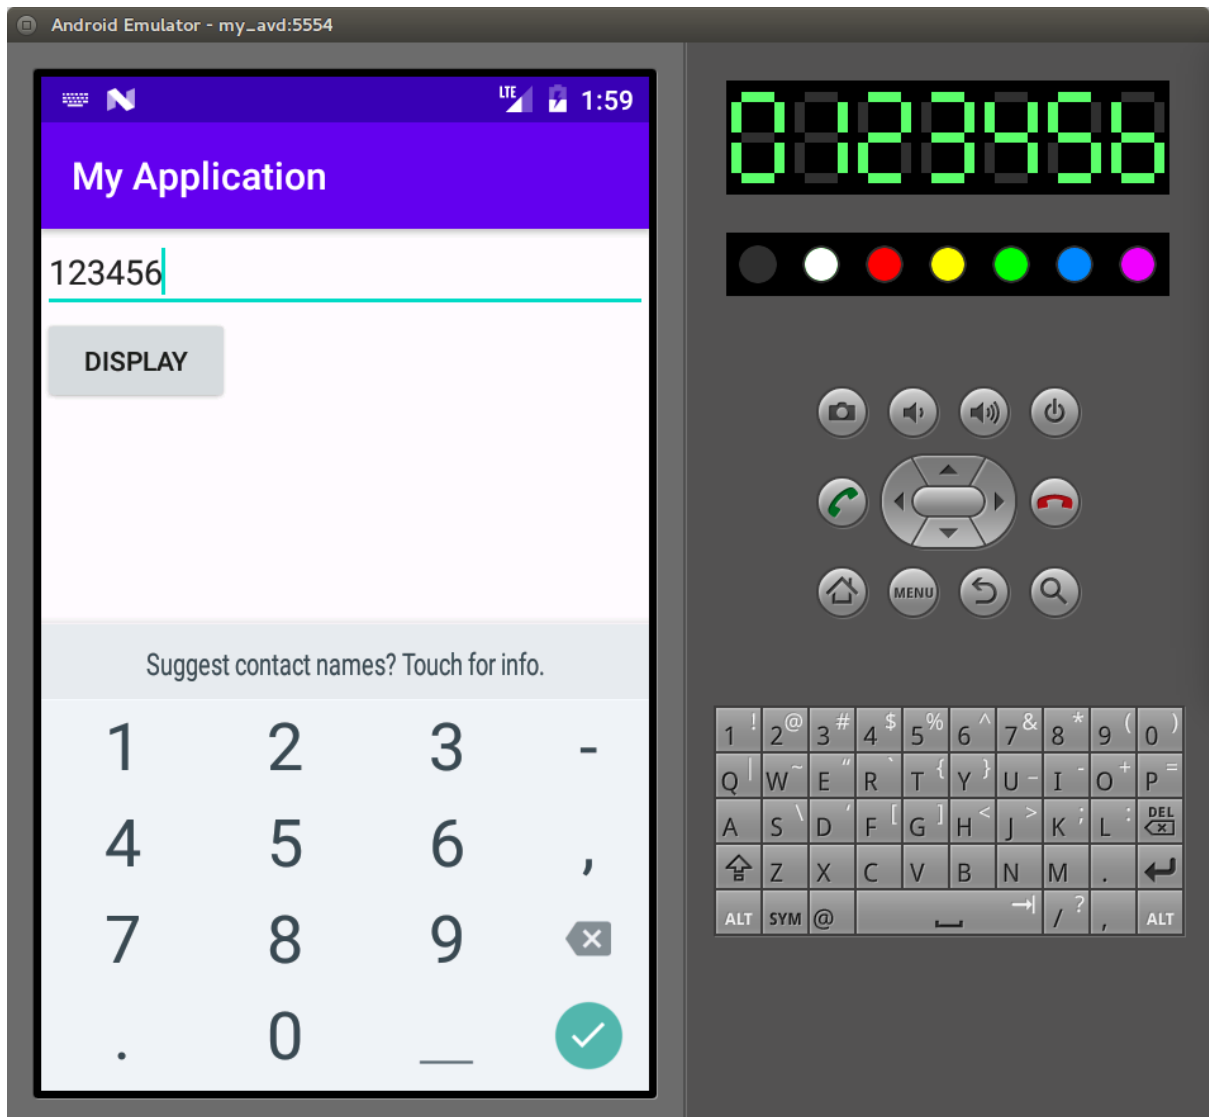 Android Emulator - my_avd:5554
LTE 1:59
My Application
123456
DISPLAY
Suggest contact names? Touch for info.
1 2 3 -
4 5 6 ,
7 8 9
. 0 _
0123456
MENU
1 ! 2 @ 3 # 4 $ 5 % 6 ^ 7 & 8 * 9 ( 0 )
Q | W ~ E “ R ` T { Y } U _ I - O + P =
A S \ D ‘ F [ G ] H < J > K ; L : DEL
Z X C V B N M .
ALT SYM @ / ? , ALT